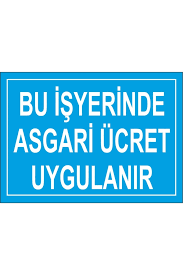 BU İŞYERİNDE
ASGARİ ÜCRET
UYGULANIR